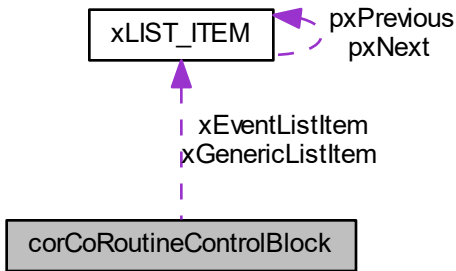 pxPrevious
xLIST_ITEM
pxNext
xEventListItem
xGenericListItem
corCoRoutineControlBlock